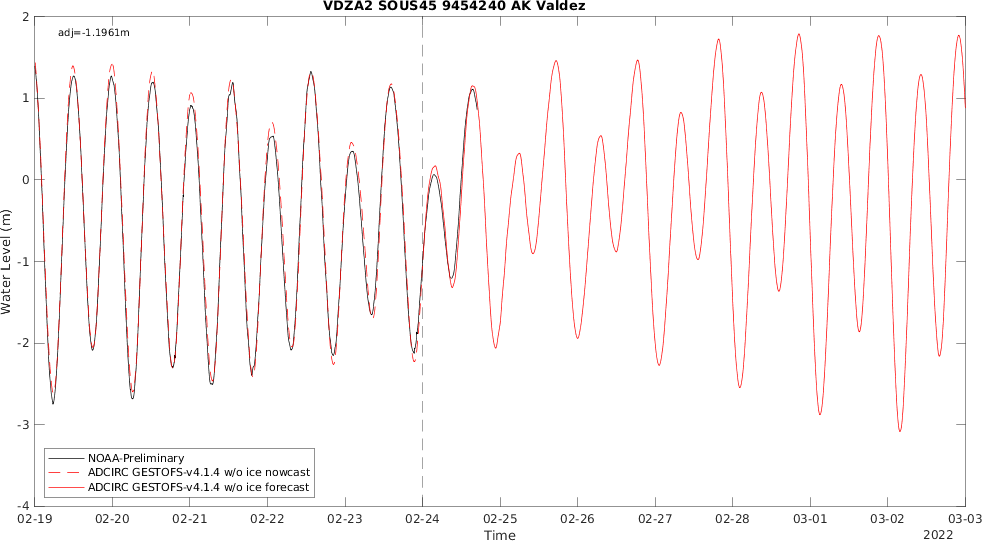 VDZA2 SOUS45 9454240 AK Valdez
adj=-1.1961m
2
1
0
-1
-2
-3
-4
Water Level (m)
NOAA-Preliminary
ADCIRC GESTOFS-v4.1.4 w/o ice nowcast
ADCIRC GESTOFS-v4.1.4 w/o ice forecast
02-19 02-20 02-21 02-22 02-23 02-24 02-25 02-26 02-27 02-28 03-01 03-02 03-03
Time
2022